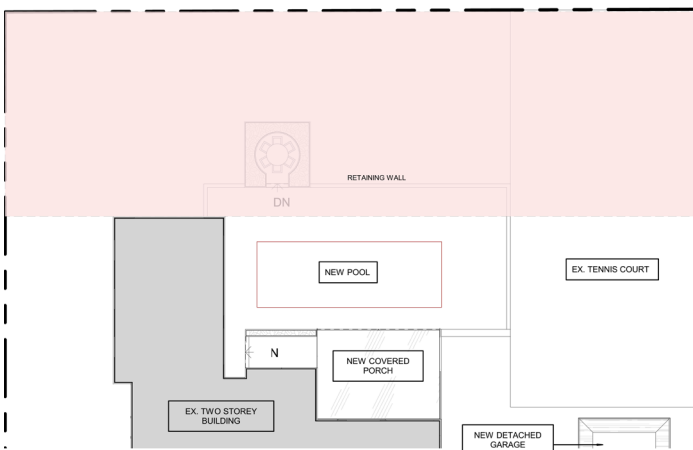 RETAINING WALL
DN
NEW POOL
EX. TENNIS COURT
N
NEW COVERED
PORCH
EX. TWO STOREY
BUILDING
NEW DETACHED
GARAGE